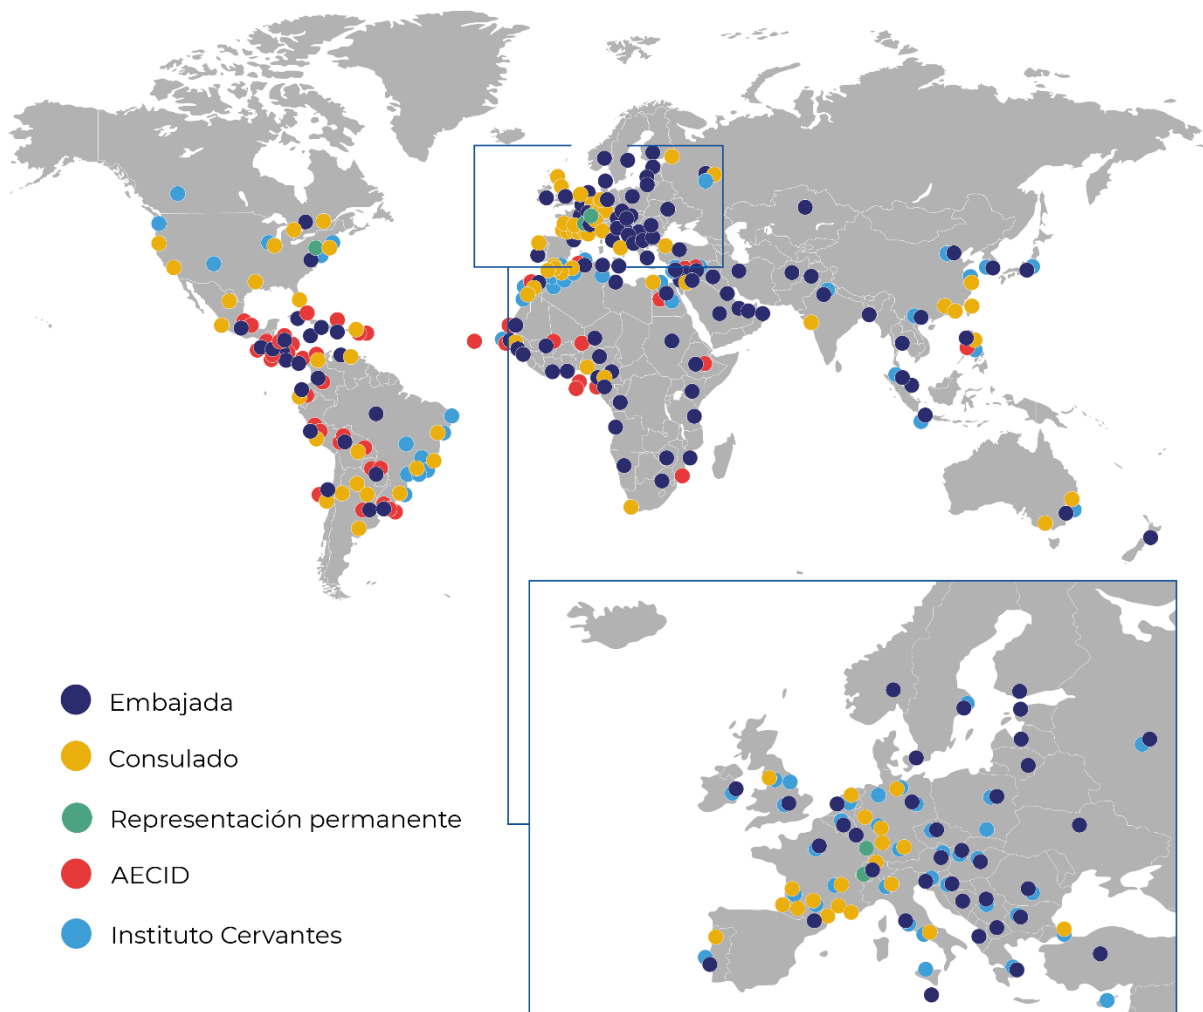 Embajada
Consulado
Representación permanente
AECID
Instituto Cervantes